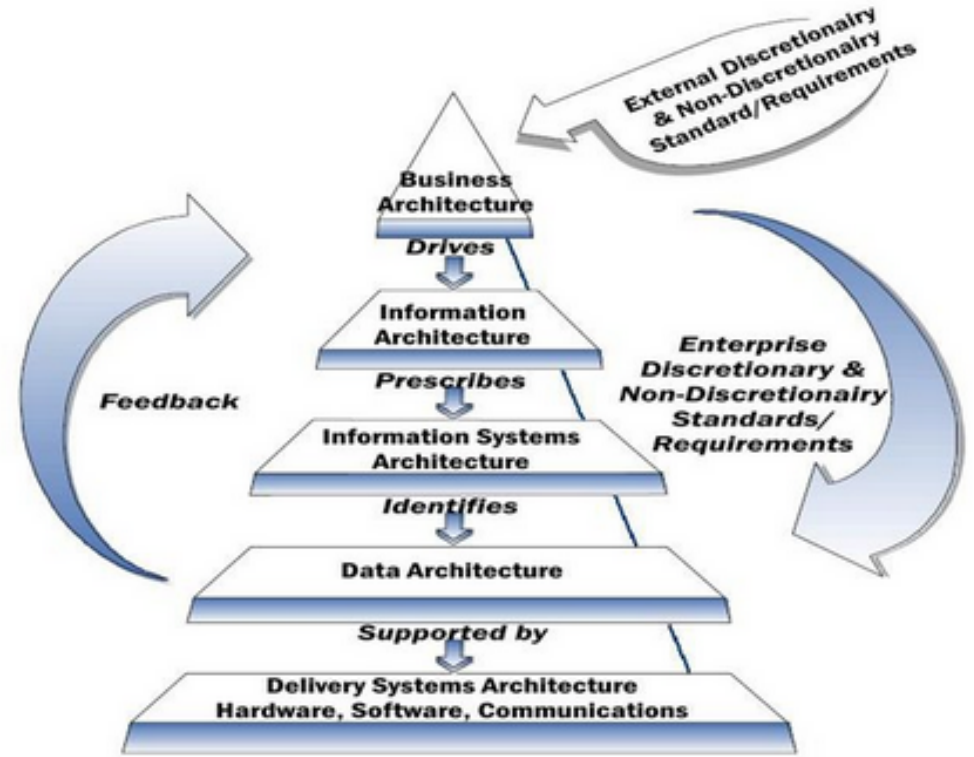 External Discretionairy
& Non-Discretionairy
Standard/Requirements
Business
Architecture
Drives
Information
Architecture
Prescribes
Information Systems
Architecture
Identifies
Data Architecture
Supported by
Delivery Systems Architecture
Hardware, Software, Communications
Feedback
Enterprise
Discretionary &
Non-Discretionairy
Standards/
Requirements